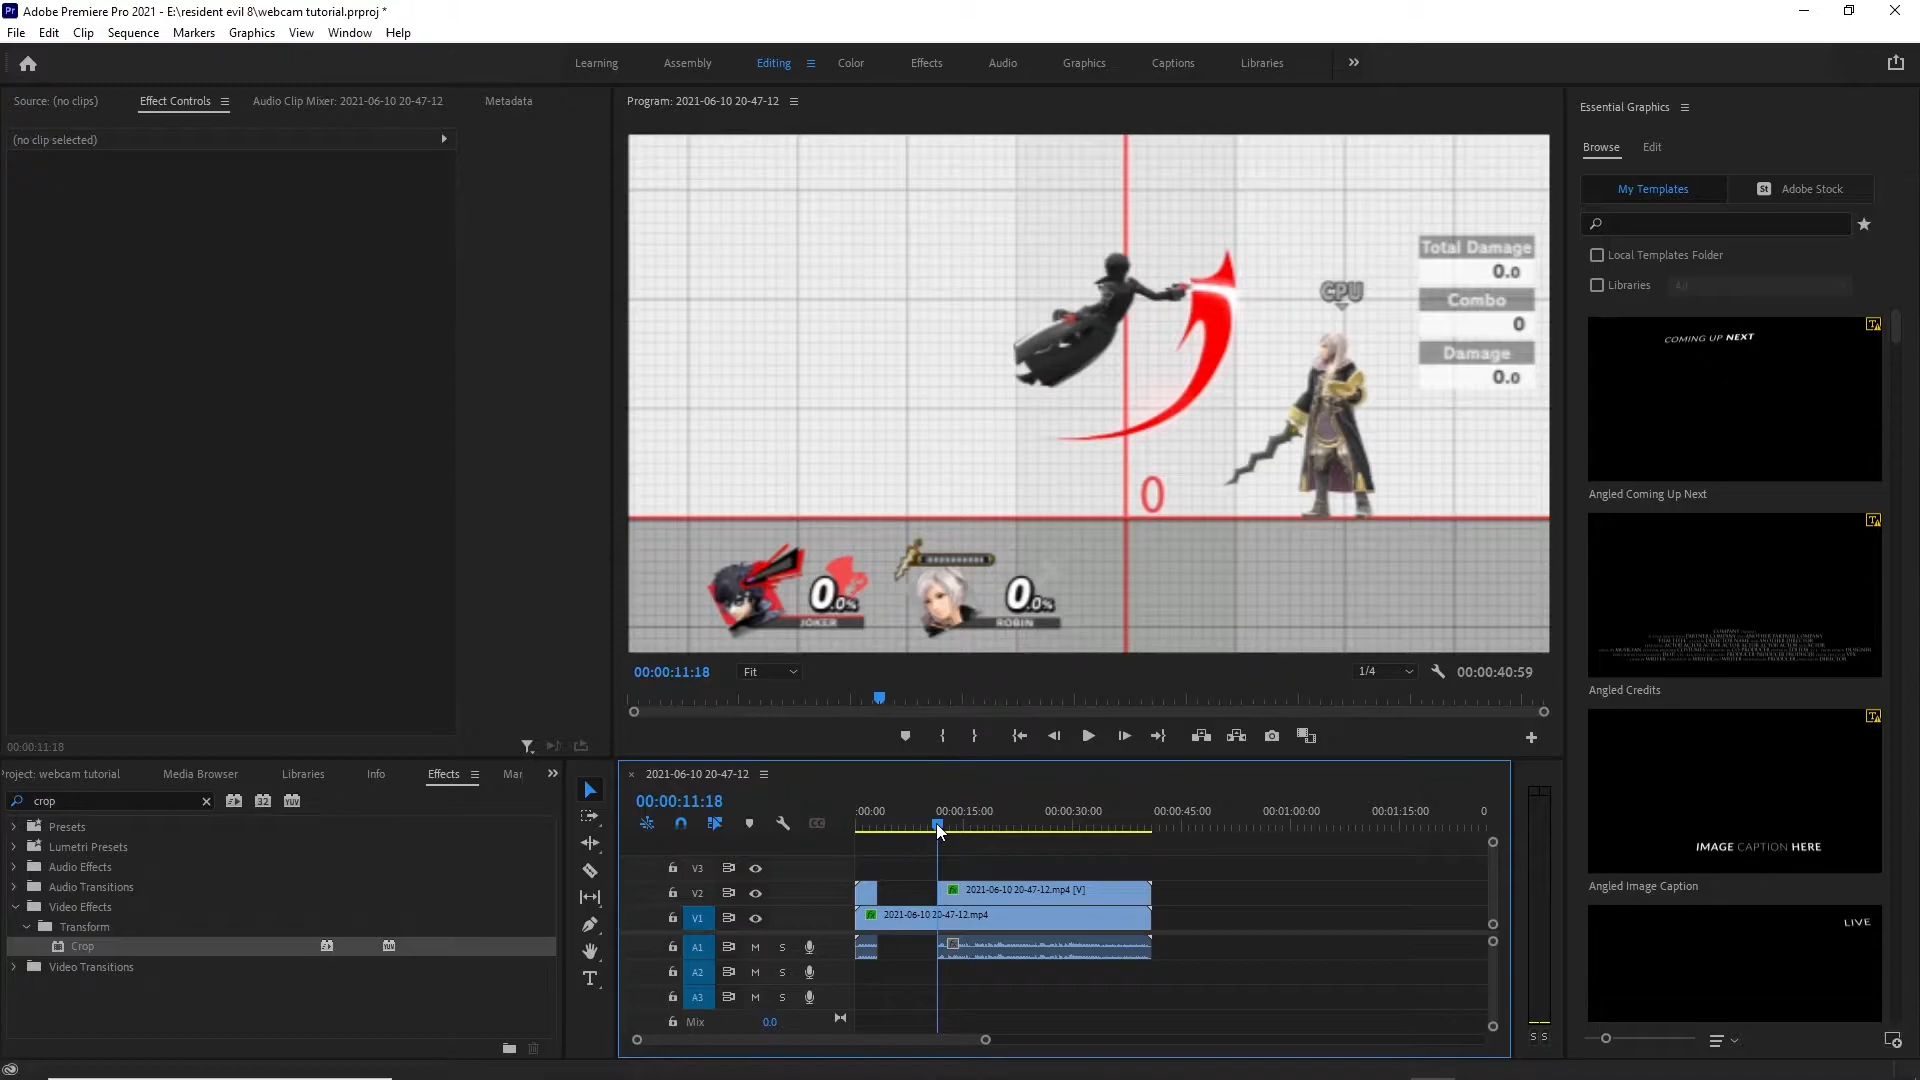 Adobe Premiere Pro 2021 - E:\resident evil 8\webcam tutorial.prproj *
File Edit Clip Sequence Markers Graphics View Window Help
Learning Assembly Editing Color Effects Audio Graphics Captions Libraries
Source: (no clips) Effect Controls Audio Clip Mixer: 2021-06-10 20-47-12 Metadata
(no clip selected)
00:00:11:18
Program: 2021-06-10 20-47-12
Total Damage
0.0
Combo
0
Damage
0.0
CPU
0
0.0%
JOKER
0.0%
ROBIN
00:00:11:18 Fit 1/4 00:00:40:59
Essential Graphics
Browse Edit
My Templates St Adobe Stock
Local Templates Folder
Libraries All
COMING UP NEXT
Angled Coming Up Next
Angled Credits
IMAGE CAPTION HERE
Angled Image Caption
LIVE
roject: webcam tutorial Media Browser Libraries Info Effects Mar
crop 32 YUV
Presets
Lumetri Presets
Audio Effects
Audio Transitions
Video Effects
Transform
Crop
Video Transitions
2021-06-10 20-47-12
00:00:11:18
:00:00 00:00:15:00 00:00:30:00 00:00:45:00 00:01:00:00 00:01:15:00 0
V3
V2 fx 2021-06-10 20-47-12.mp4 [V]
V1 fx 2021-06-10 20-47-12.mp4
A1 M S
A2 M S
A3 M S
Mix 0.0
S S